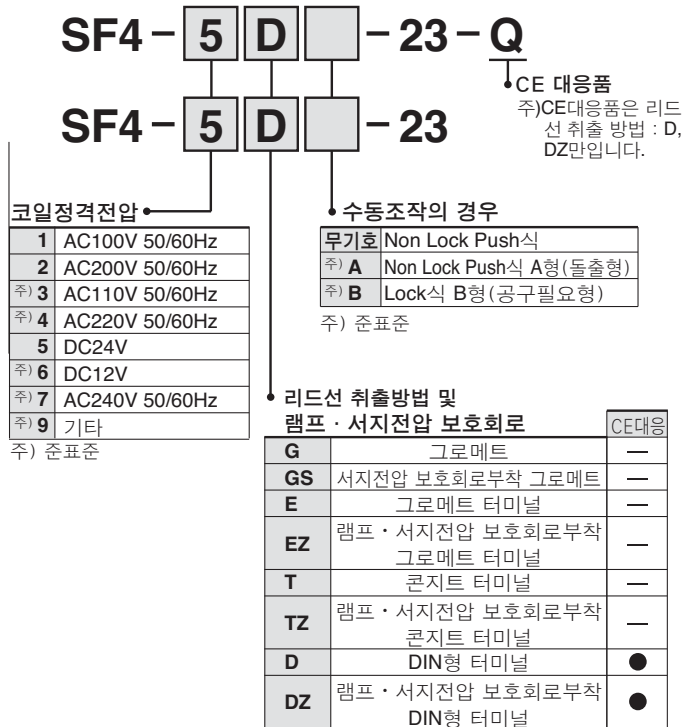 SF4 – 5 D – 23 – Q
CE 대응품
주)CE대응품은 리드
선 취출 방법 : D,
DZ만입니다.
SF4 – 5 D – 23
코일정격전압
1 AC100V 50/60Hz
2 AC200V 50/60Hz
주) 3 AC110V 50/60Hz
주) 4 AC220V 50/60Hz
5 DC24V
주) 6 DC12V
주) 7 AC240V 50/60Hz
주) 9 기타
주) 준표준
수동조작의 경우
무기호 Non Lock Push식
주) A Non Lock Push식 A형(돌출형)
주) B Lock식 B형(공구필요형)
주) 준표준
리드선 취출방법 및
램프 · 서지전압 보호회로 CE대응
G 그로메트 —
GS 서지전압 보호회로부착 그로메트 —
E 그로메트 터미널 —
EZ 램프 · 서지전압 보호회로부착
그로메트 터미널 —
T 콘지트 터미널 —
TZ 램프 · 서지전압 보호회로부착
콘지트 터미널 —
D DIN형 터미널 ●
DZ 램프 · 서지전압 보호회로부착
DIN형 터미널 ●